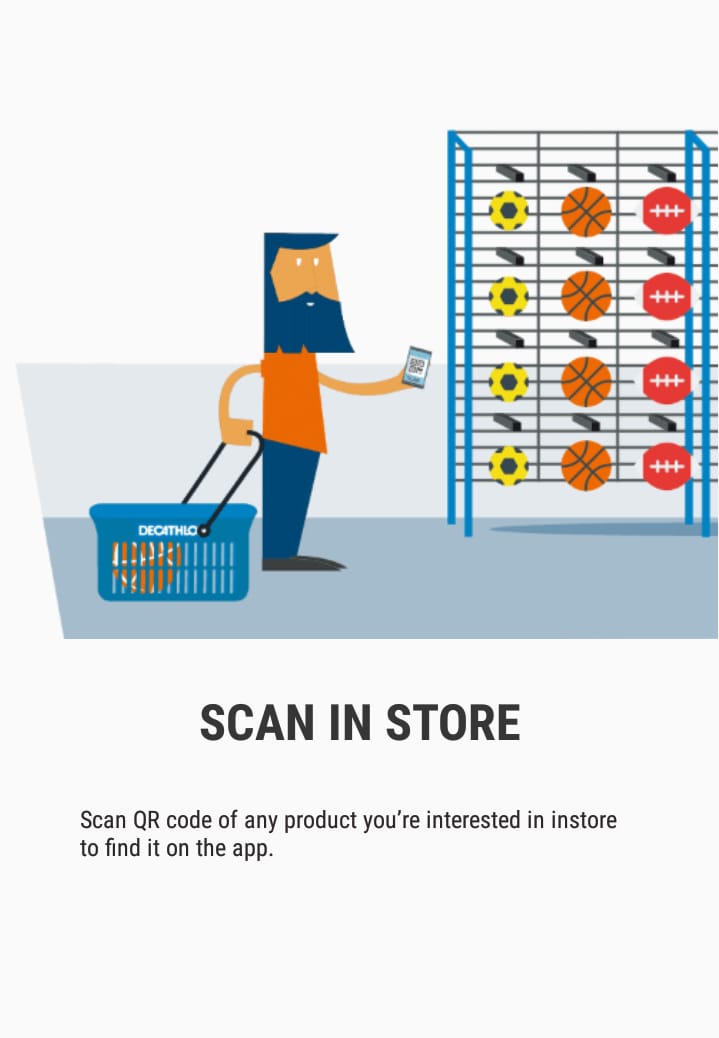 DECATHLO
SCAN IN STORE
Scan QR code of any product you're interested in instore
to find it on the app.